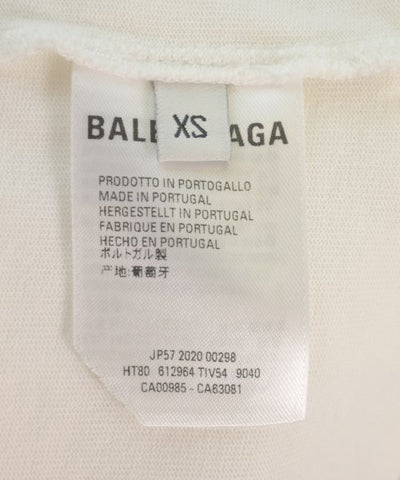 XS
BALE AGA
PRODOTTO IN PORTOGALLO
MADE IN PORTUGAL
HERGESTELLT IN PORTUGAL
FABRIQUE EN PORTUGAL
HECHO EN PORTUGAL
ポルトガル製
产地:葡萄牙
JP57 2020 00298
HT80 612964 TIV54 9040
CA00985 - CA63081